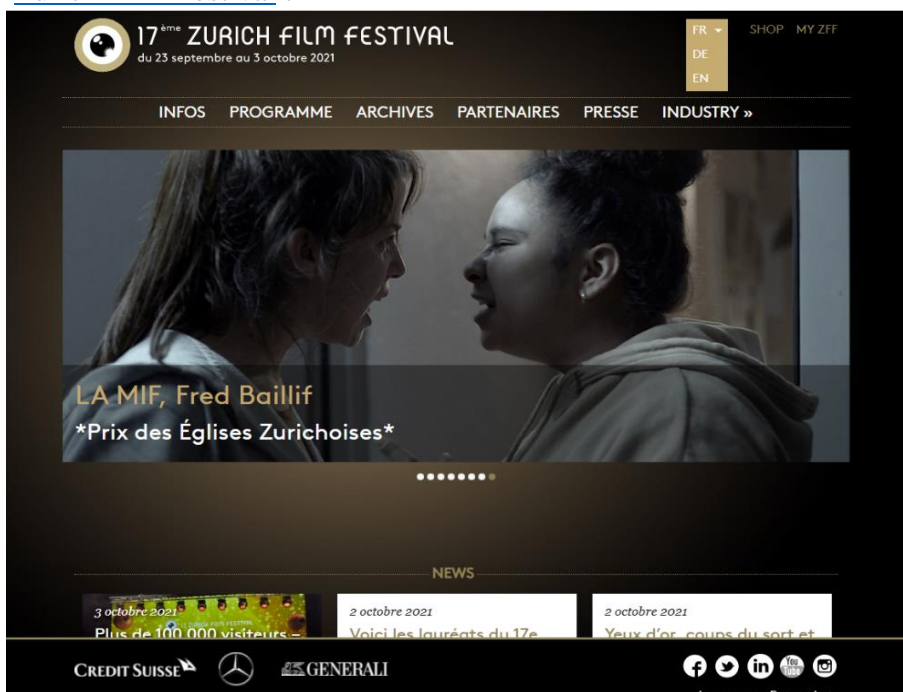 17ème ZURICH FILM FESTIVAL
du 23 septembre au 3 octobre 2021
FR
DE
EN
SHOP MY ZFF
INFOS PROGRAMME ARCHIVES PARTENAIRES PRESSE INDUSTRY »
LA MIF, Fred Baillif
*Prix des Églises Zurichoises*
NEWS
3 octobre 2021
Plus de 100 000 visiteurs –
2 octobre 2021
Voici les lauréats du 17e
2 octobre 2021
Yeux d'or, coups du sort et
CREDIT SUISSE
GENERALI
You
Tube